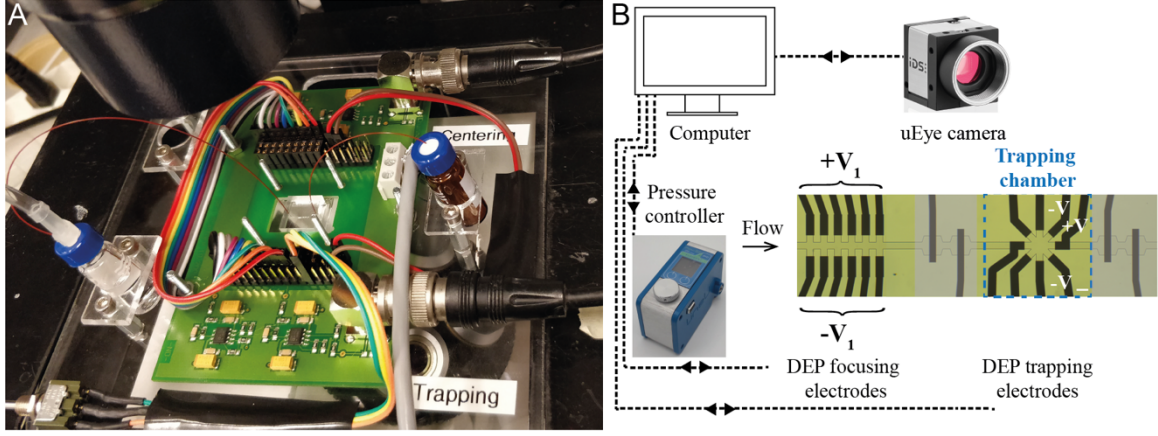 A
Centering
Trapping
B
Computer
iDS
uEye camera
+V₁
Trapping
chamber
Pressure
controller
Flow
-V
+V
-V
-V₁
DEP focusing
electrodes
DEP trapping
electrodes